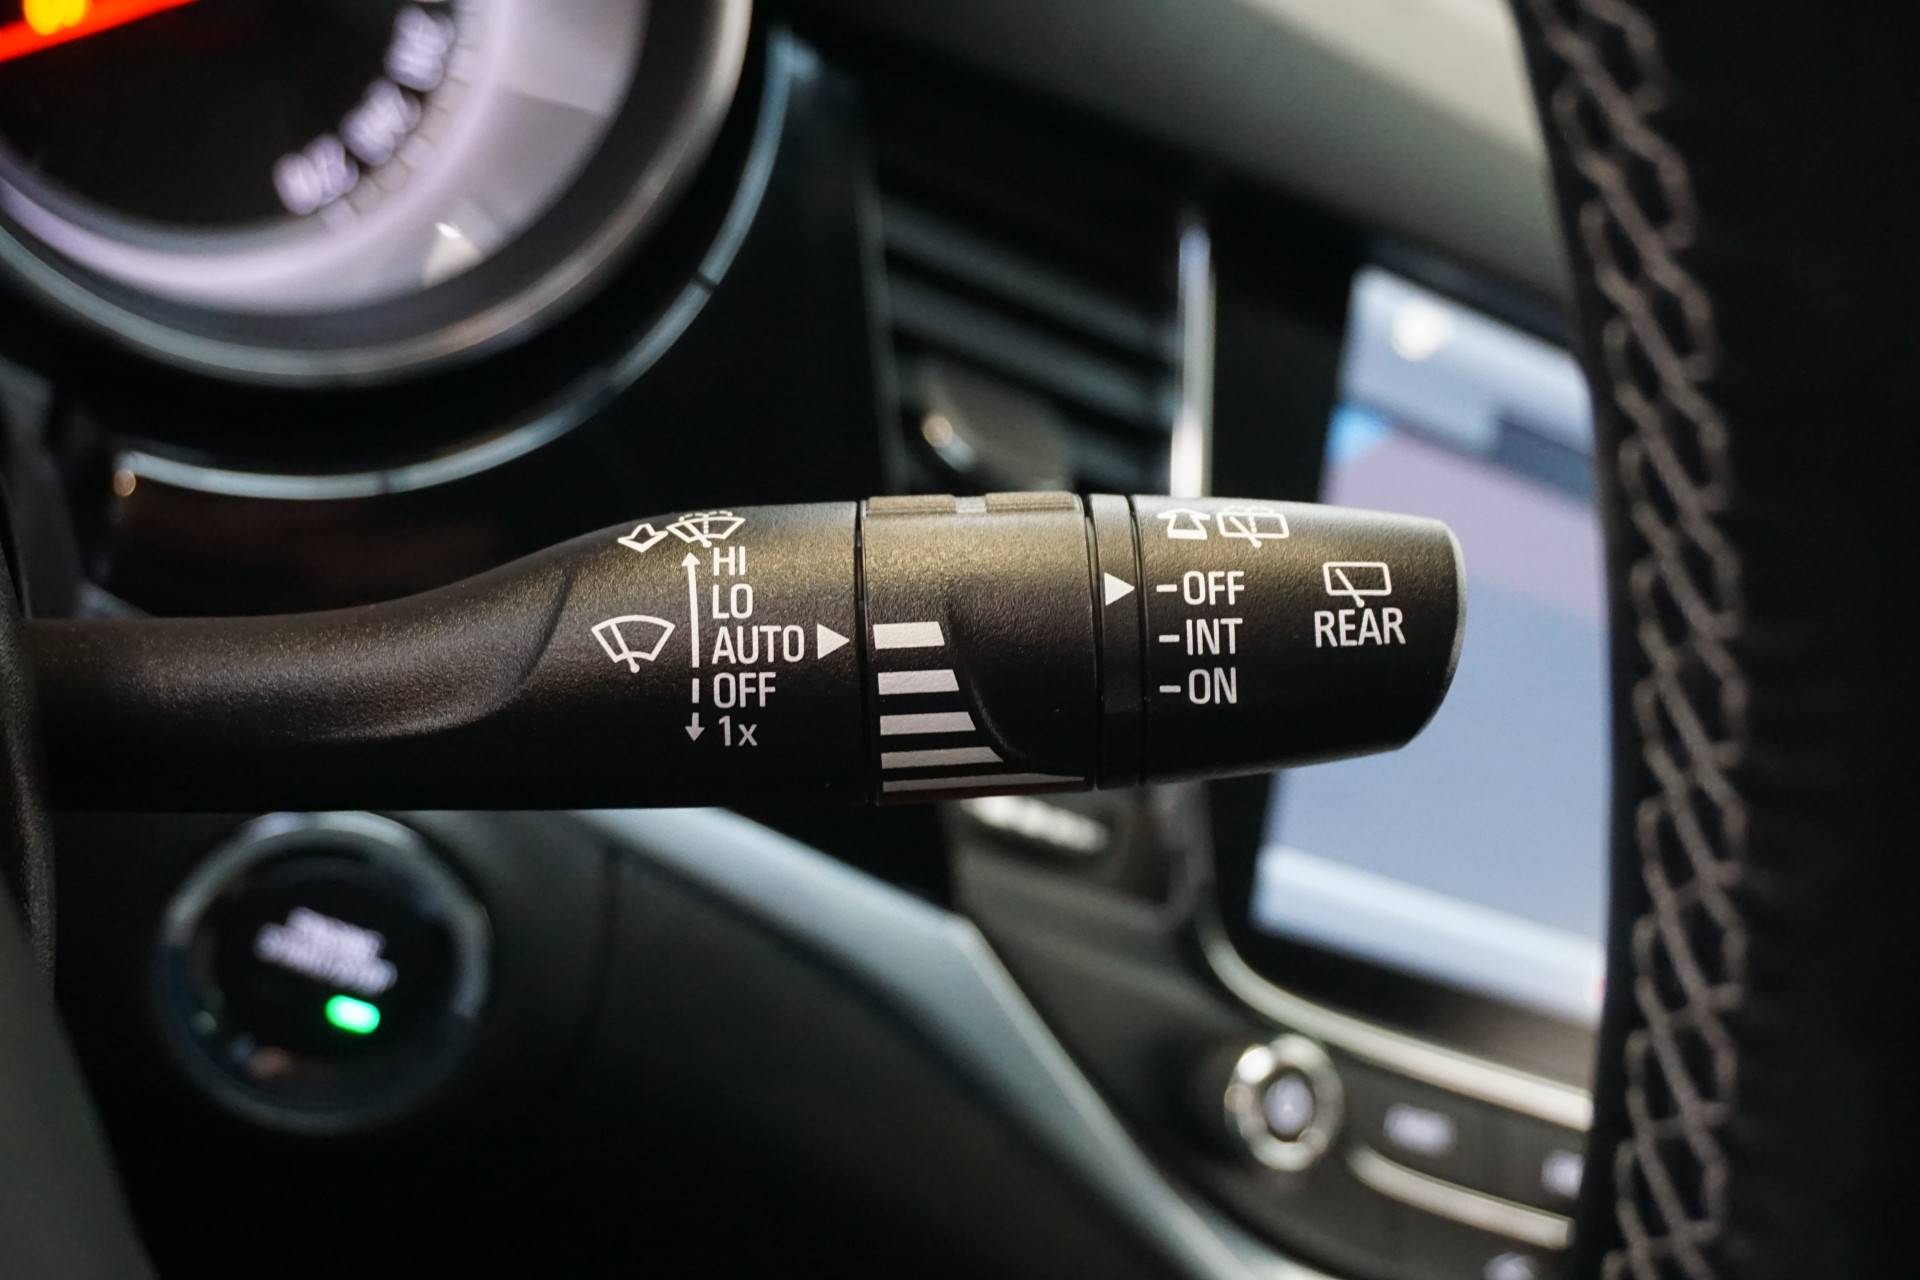 HI
LO
AUTO
OFF
1x
-OFF
-INT
-ON
REAR